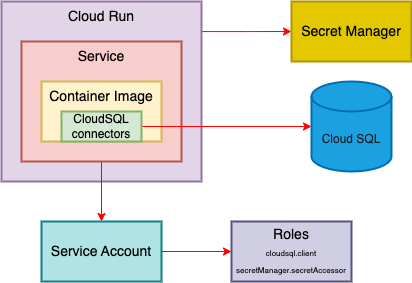 Cloud Run
Secret Manager
Service
Container Image
CloudSQL
connectors
Cloud SQL
Service Account
Roles
cloudsql.client
secretManager.secretAccessor